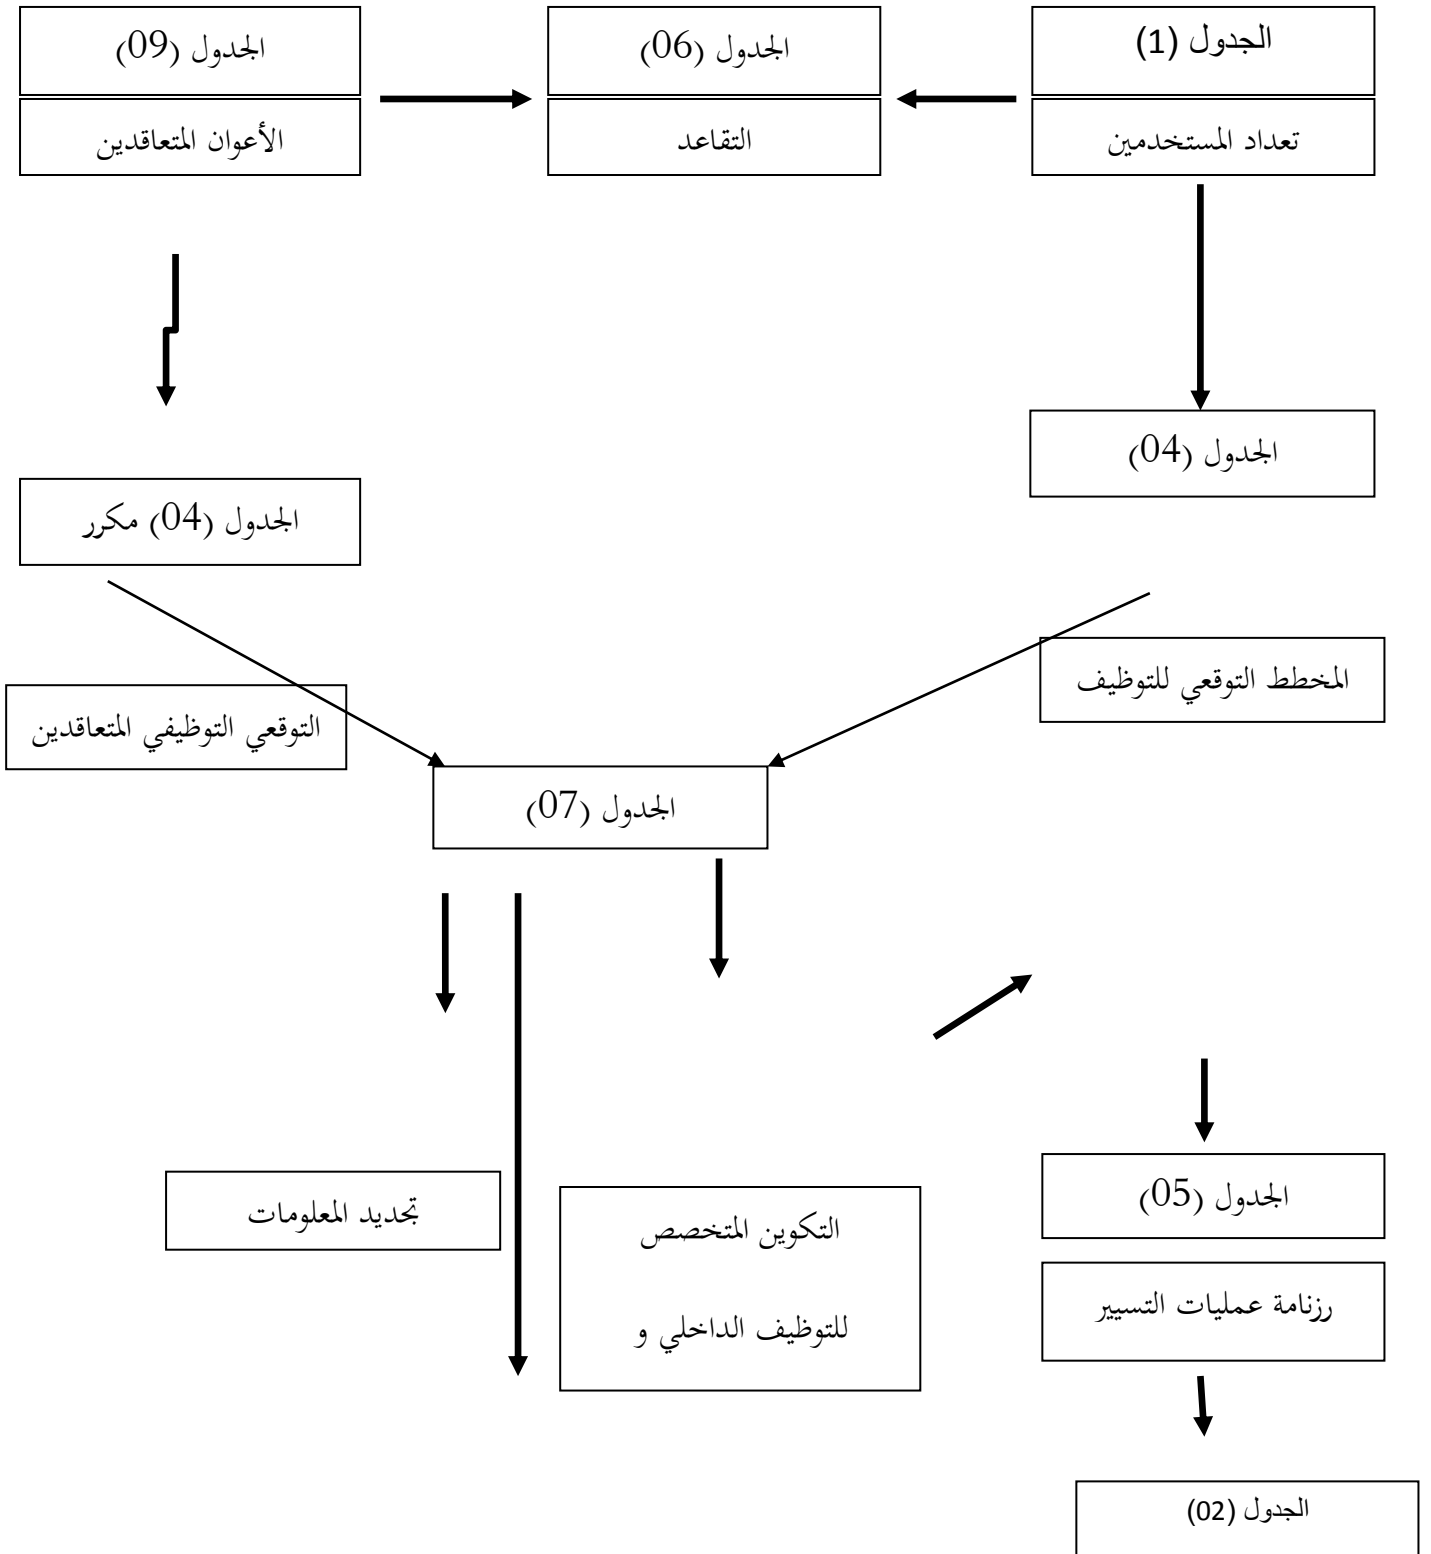 الجدول (1)
تعداد المستخدمين
الجدول (06)
التقاعد
الجدول (09)
الأعوان المتعاقدين
الجدول (04)
الجدول (04) مكرر
المخطط التوقعي للتوظيف
التوقعي التوظيفي المتعاقدين
الجدول (07)
الجدول (05)
رزنامة عمليات التسيير
التكوين المتخصص
للتوظيف الداخلي و
تجديد المعلومات
الجدول (02)